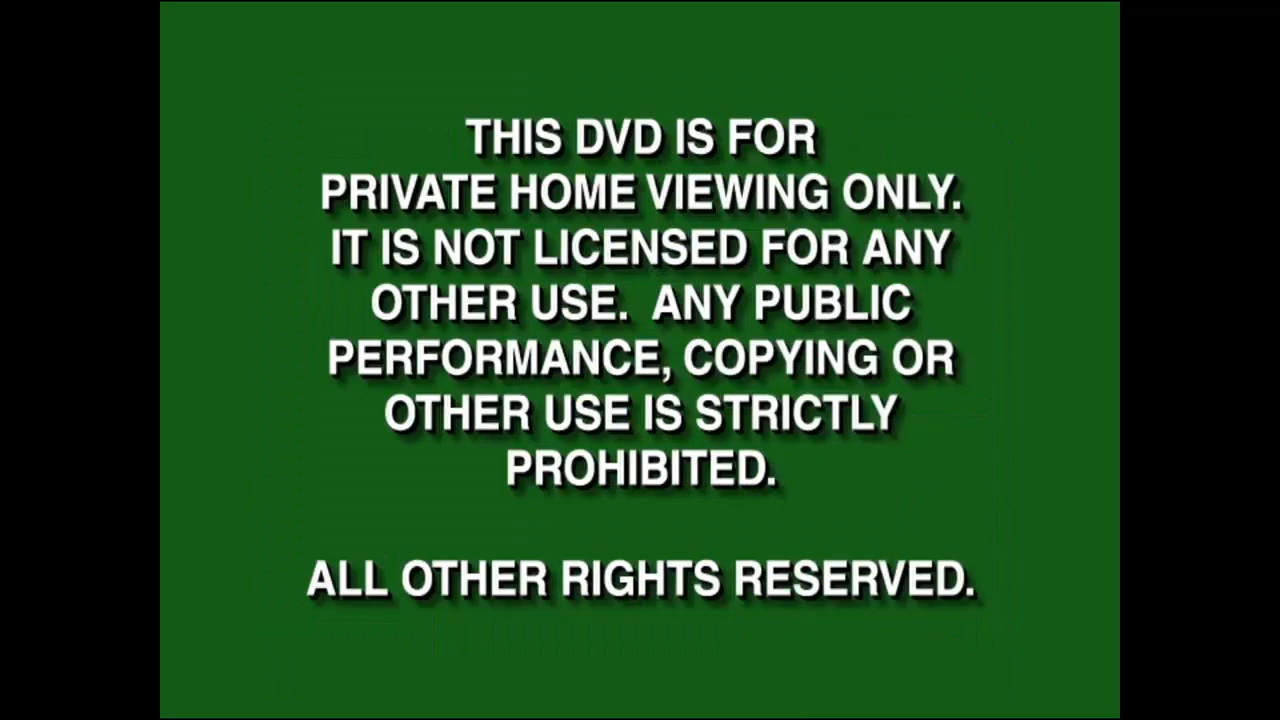 THIS DVD IS FOR
PRIVATE HOME VIEWING ONLY.
IT IS NOT LICENSED FOR ANY
OTHER USE.  ANY PUBLIC
PERFORMANCE, COPYING OR
OTHER USE IS STRICTLY
PROHIBITED.
ALL OTHER RIGHTS RESERVED.